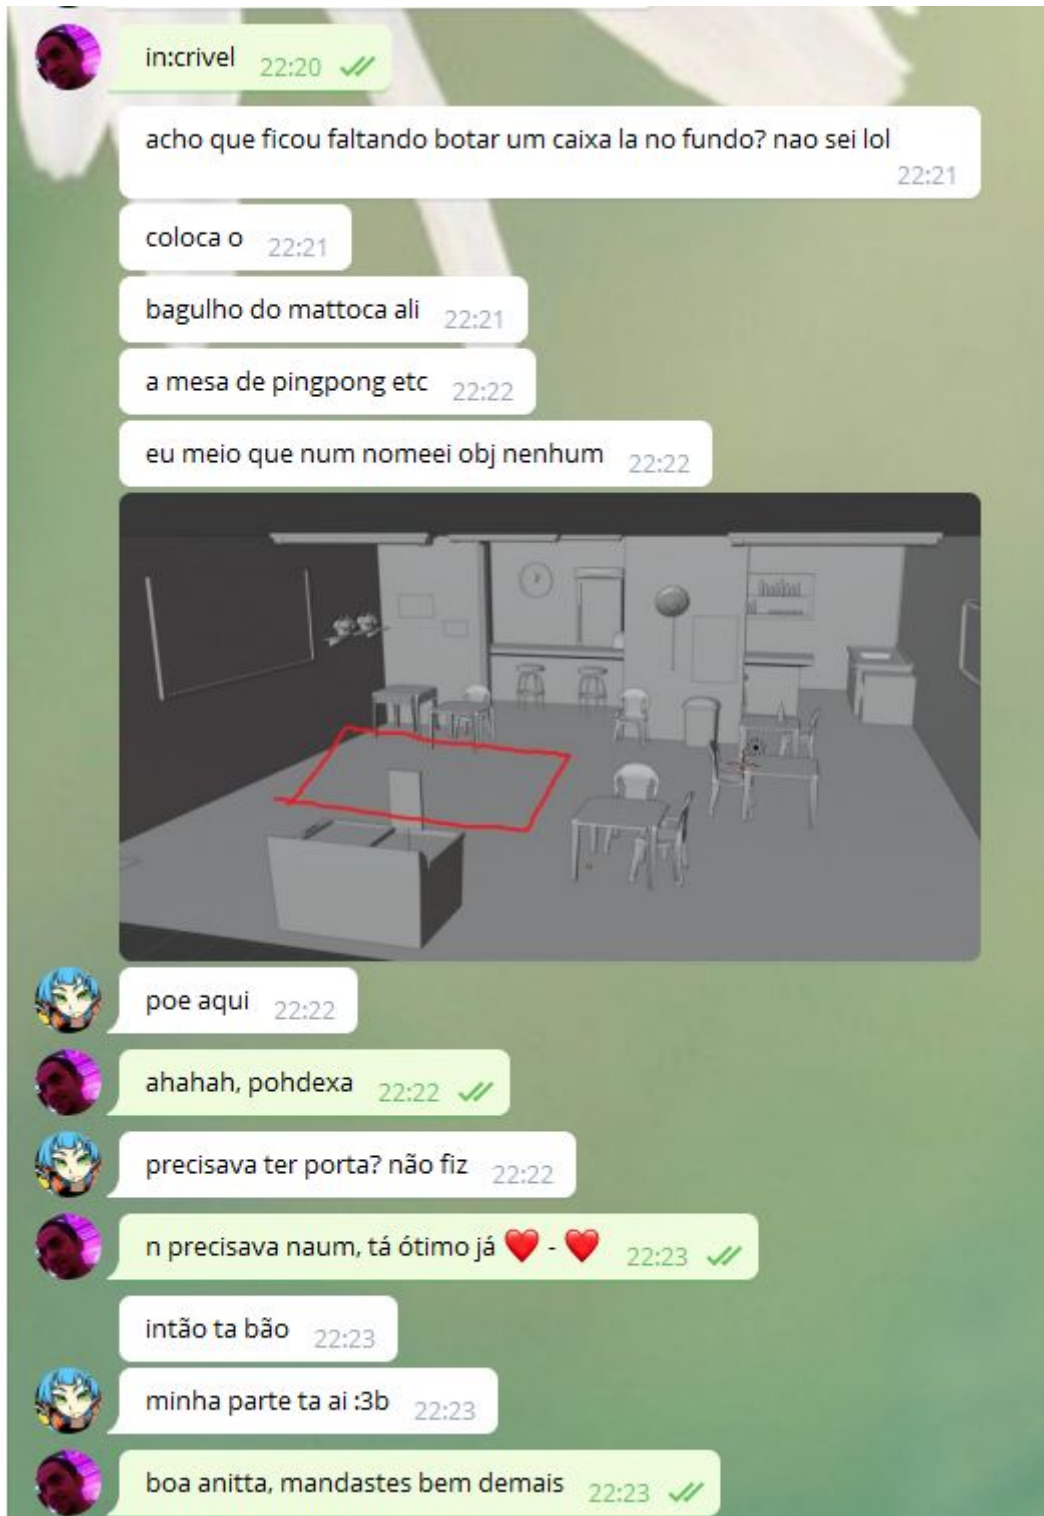 in:crivel 22:20
acho que ficou faltando botar um caixa la no fundo? nao sei lol
22:21
coloca o 22:21
bagulho do mattoca ali 22:21
a mesa de pingpong etc 22:22
eu meio que num nomeei obj nenhum 22:22
poe aqui 22:22
ahahah, pohdexa 22:22
precisava ter porta? não fiz 22:22
n precisava naum, tá ótimo já ❤️ - ❤️ 22:23
intão ta bão 22:23
minha parte ta ai :3b 22:23
boa anitta, mandastes bem demais 22:23